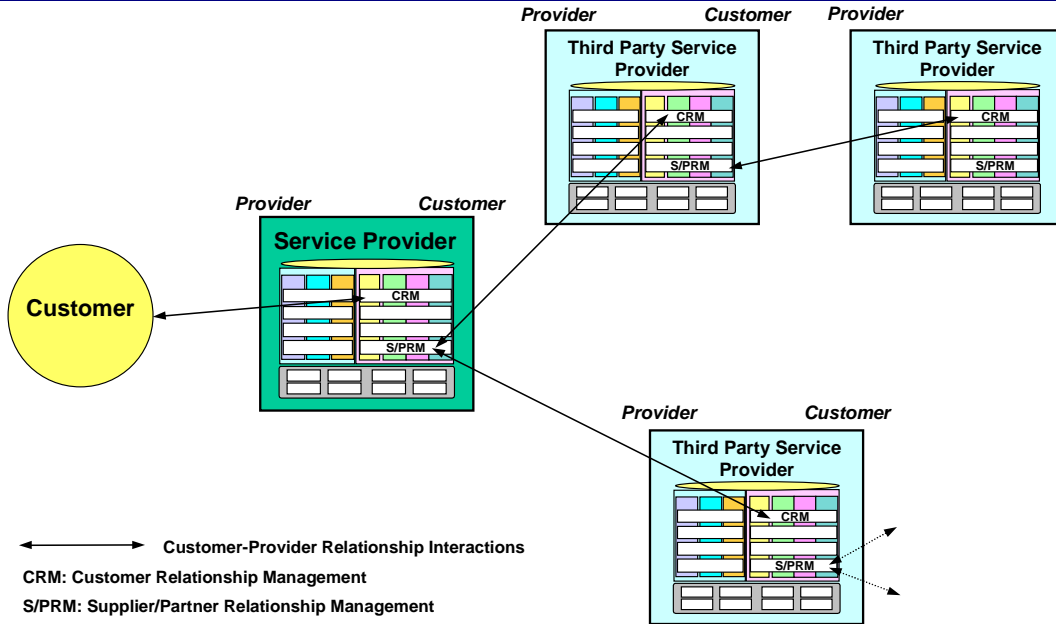 Provider
Customer
Provider
Third Party Service
Provider
CRM
S/PRM
Third Party Service
Provider
CRM
S/PRM
Provider
Customer
Service Provider
CRM
S/PRM
Customer
Provider
Customer
Third Party Service
Provider
CRM
S/PRM
Customer-Provider Relationship Interactions
CRM: Customer Relationship Management
S/PRM: Supplier/Partner Relationship Management